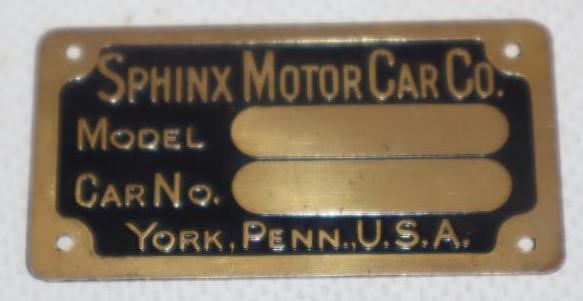 SPHINX MOTOR CAR CO.
MODEL
CAR NO.
YORK, PENN., U.S.A.